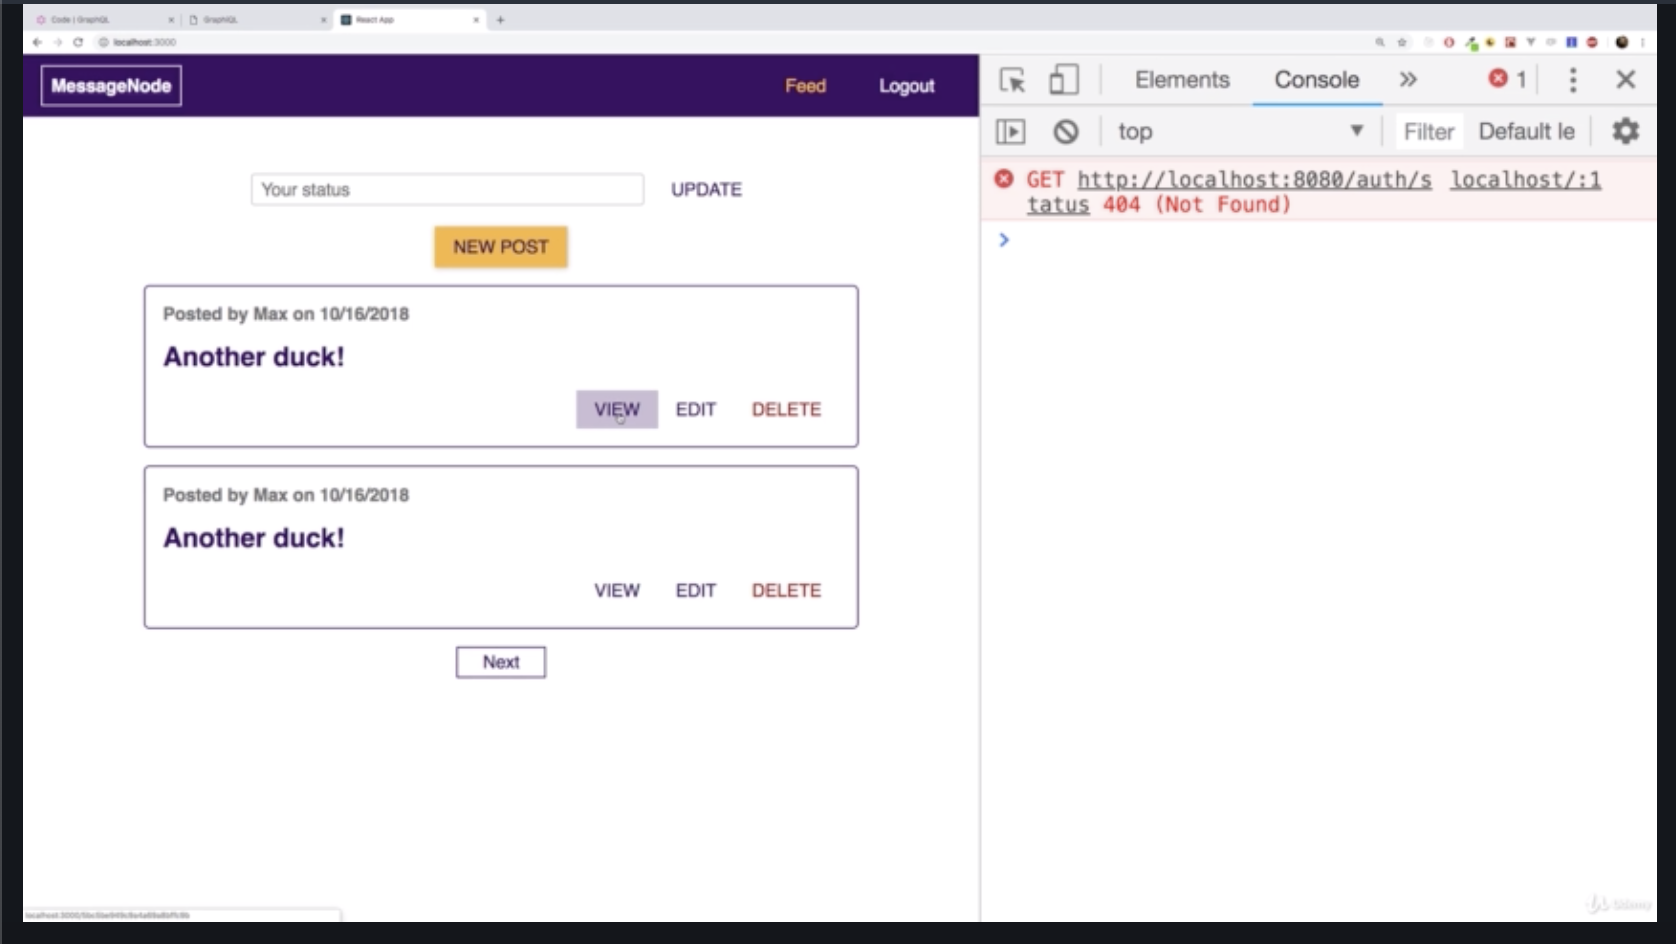 Code | GraphQL
GraphiQL
React App
localhost:3000
MessageNode
Feed
Logout
Your status
UPDATE
NEW POST
Posted by Max on 10/16/2018
Another duck!
VIEW
EDIT
DELETE
Posted by Max on 10/16/2018
Another duck!
VIEW
EDIT
DELETE
Next
Elements
Console
1
top
Filter
Default le
GET http://localhost:8080/auth/s localhost/:1
tatus 404 (Not Found)
Udemy